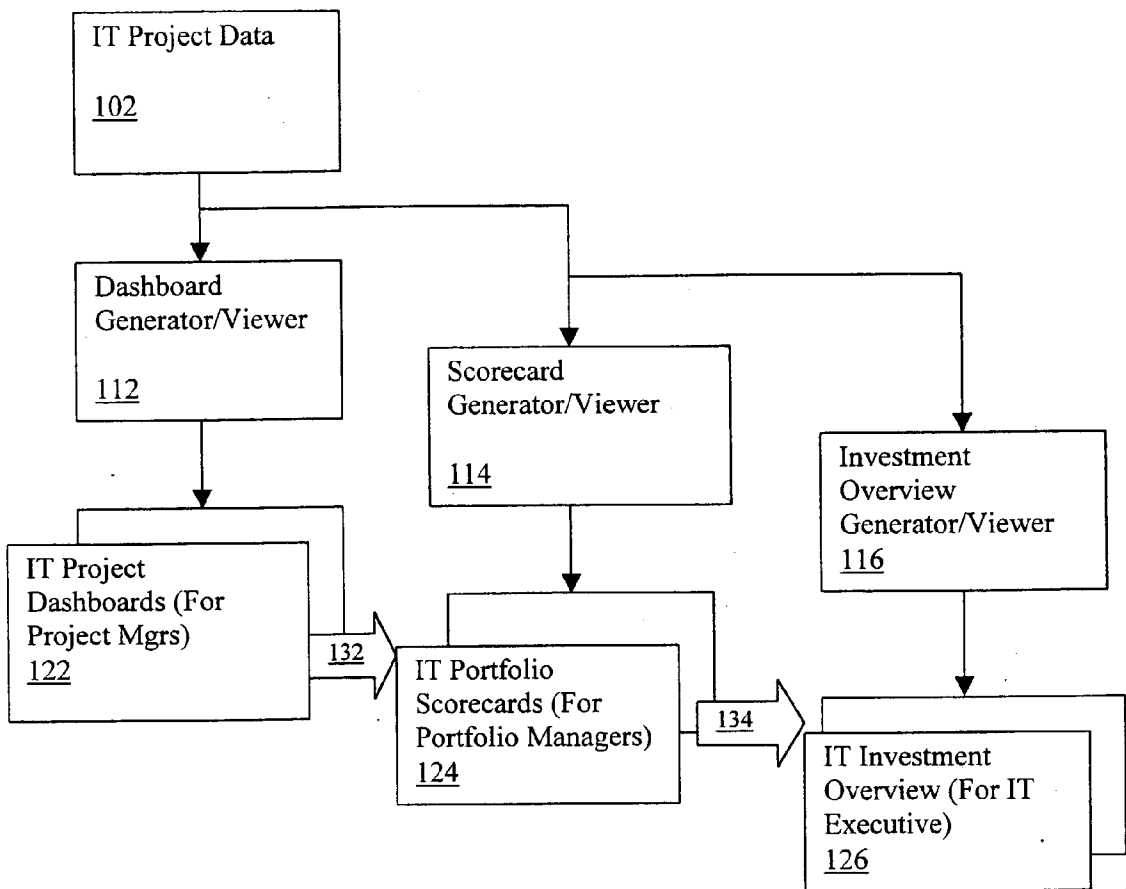 IT Project Data
102
Dashboard
Generator/Viewer
112
Scorecard
Generator/Viewer
114
Investment
Overview
Generator/Viewer
116
IT Project
Dashboards (For
Project Mgrs)
122
132
IT Portfolio
Scorecards (For
Portfolio Managers)
124
134
IT Investment
Overview (For IT
Executive)
126